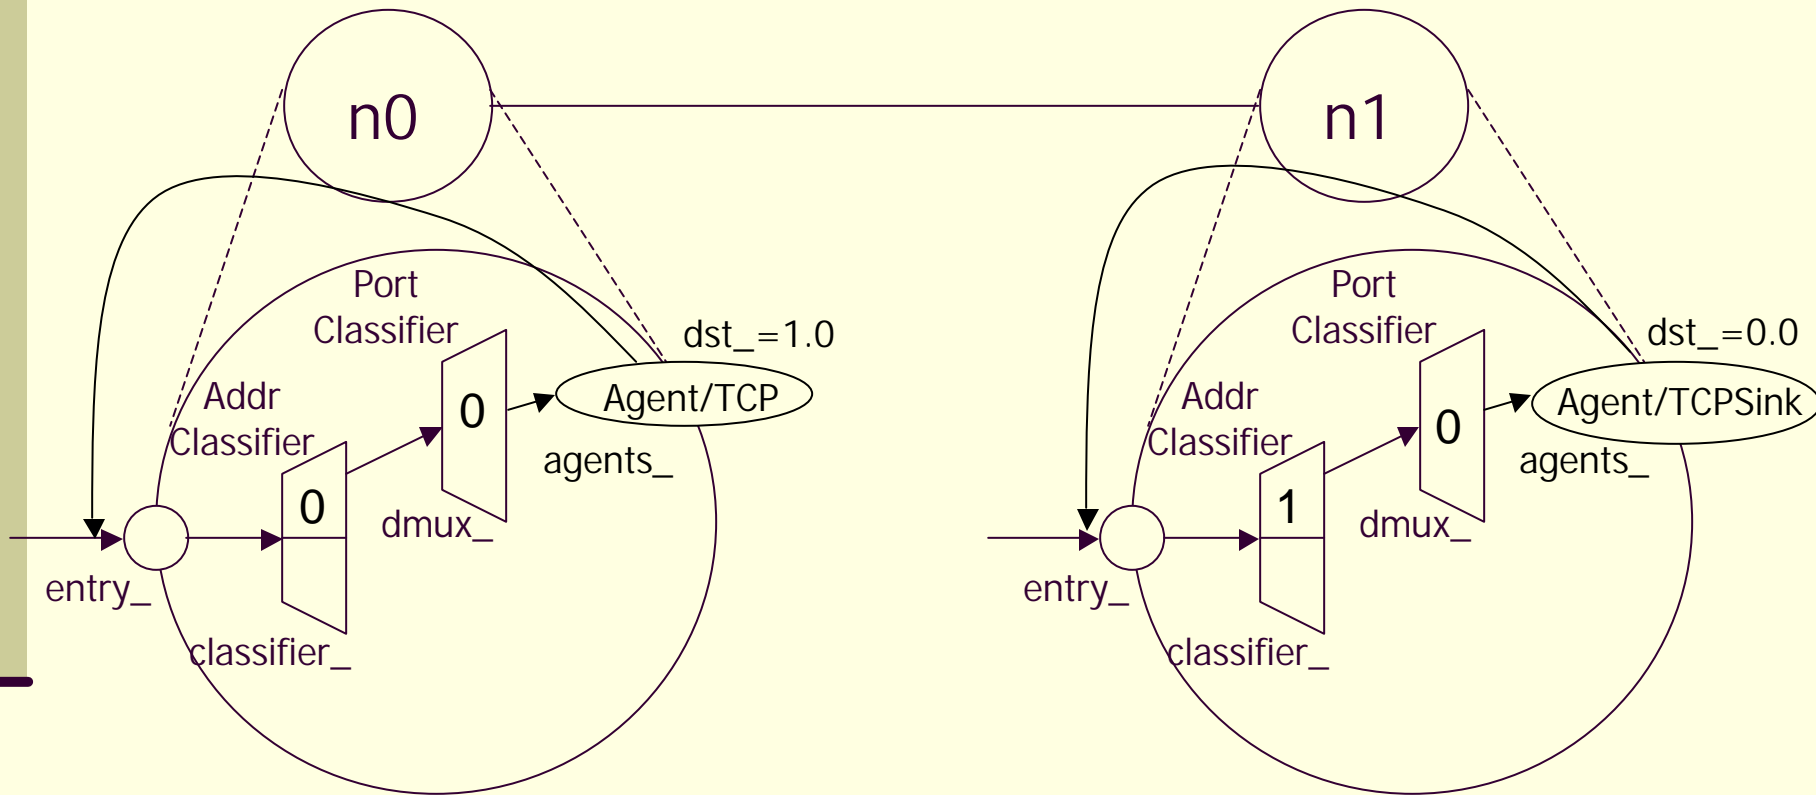 n0
n1
Port
Classifier
dst_=1.0
Addr
Classifier
0
Agent/TCP
agents_
0
dmux_
entry_
classifier_
Port
Classifier
dst_=0.0
Addr
Classifier
0
Agent/TCPSink
agents_
1
dmux_
entry_
classifier_